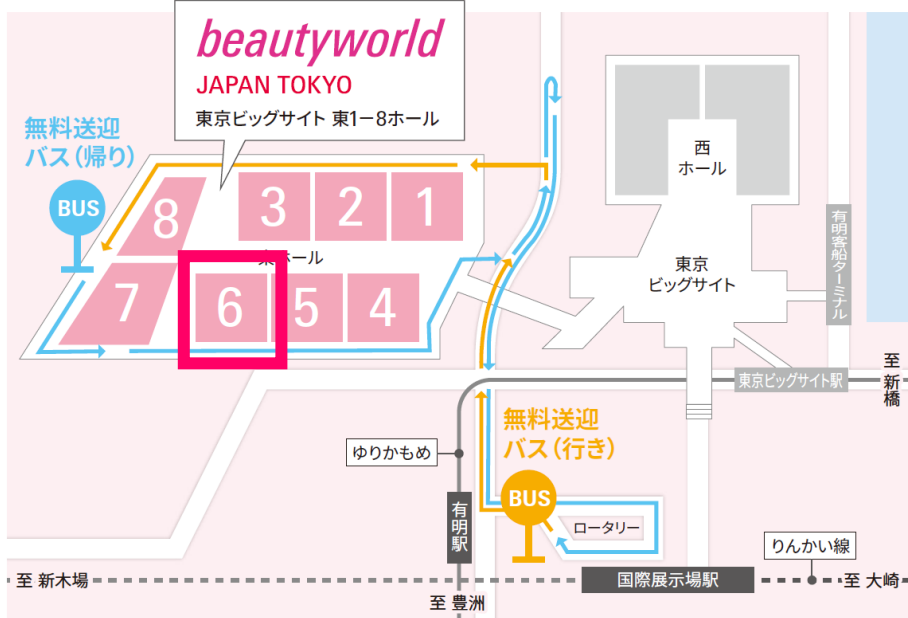 beautyworld
JAPAN TOKYO
東京ビッグサイト 東1－8ホール
無料送迎
バス（帰り）
BUS
8
3
2
1
ホール
7
6
5
4
西
ホール
東京
ビッグサイト
有明客船ターミナル
東京ビッグサイト駅
至
新橋
無料送迎
バス（行き）
BUS
ゆりかもめ
有明駅
ロータリー
りんかい線
至 新木場
国際展示場駅
至 大崎
至 豊洲